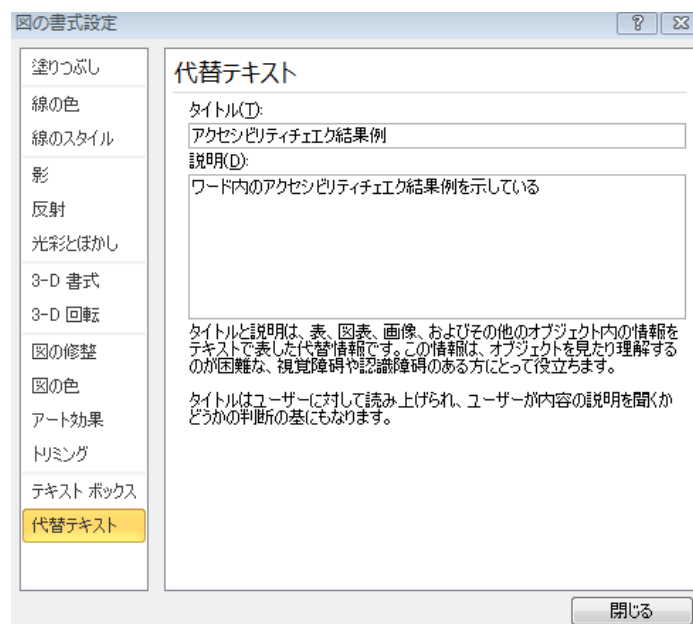 図の書式設定
塗りつぶし
線の色
線のスタイル
影
反射
光彩とぼかし
3-D 書式
3-D 回転
図の修整
図の色
アート効果
トリミング
テキスト ボックス
代替テキスト
代替テキスト
タイトル(T):
アクセシビリティチェエク結果例
説明(D):
ワード内のアクセシビリティチェエク結果例を示している
タイトルと説明は、表、図表、画像、およびその他のオブジェクト内の情報を
テキストで表した代替情報です。この情報は、オブジェクトを見たり理解する
のが困難な、視覚障碍や認識障碍のある方にとって役立ちます。
タイトルはユーザーに対して読み上げられ、ユーザーが内容の説明を聞くか
どうかの判断の基にもなります。
閉じる